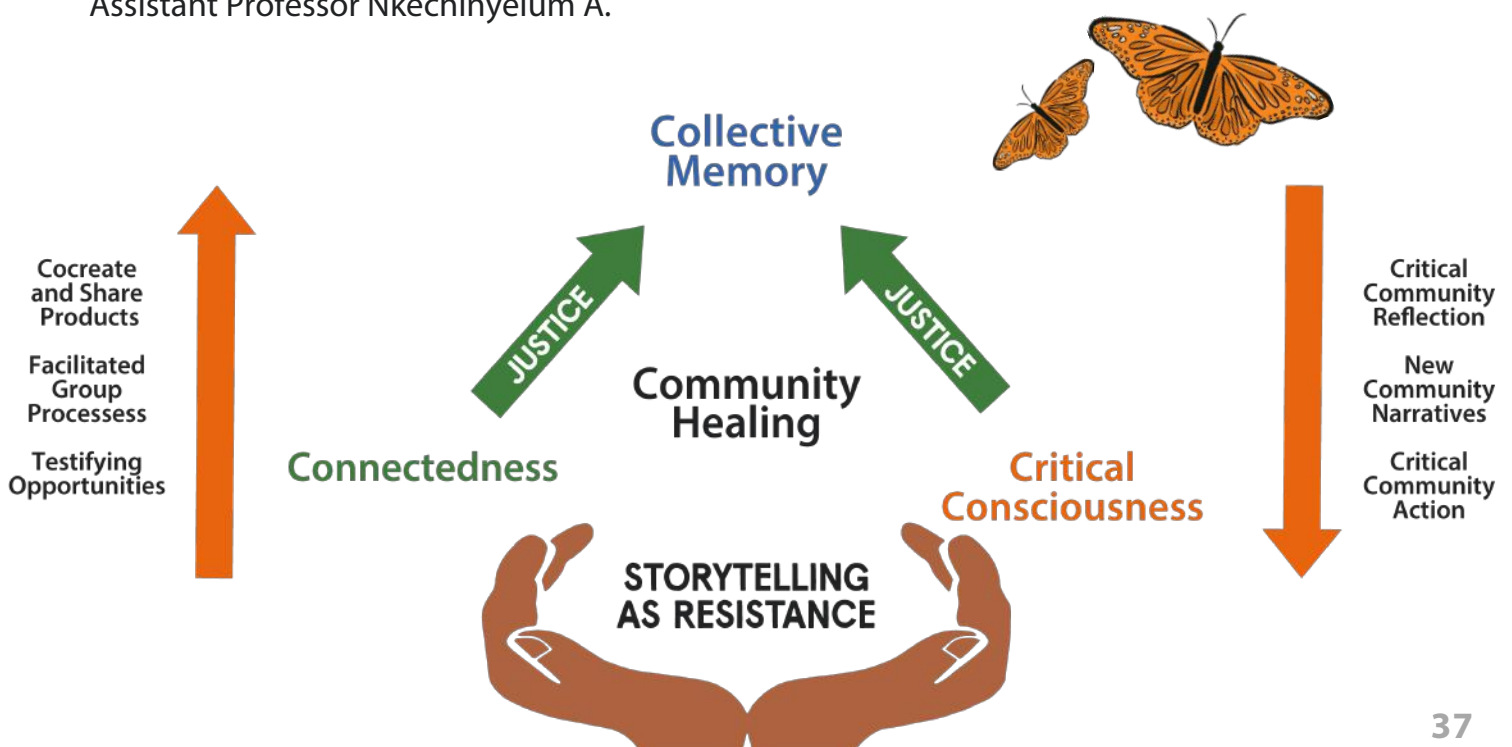 Assistant Professor Nkechinyelum A.
Collective
Memory
Cocreate
and Share
Products
Facilitated
Group
Processess
Testifying
Opportunities
JUSTICE
JUSTICE
Critical
Community
Reflection
New
Community
Narratives
Critical
Community
Action
Community
Healing
Connectedness
Critical
Consciousness
STORYTELLING
AS RESISTANCE
37